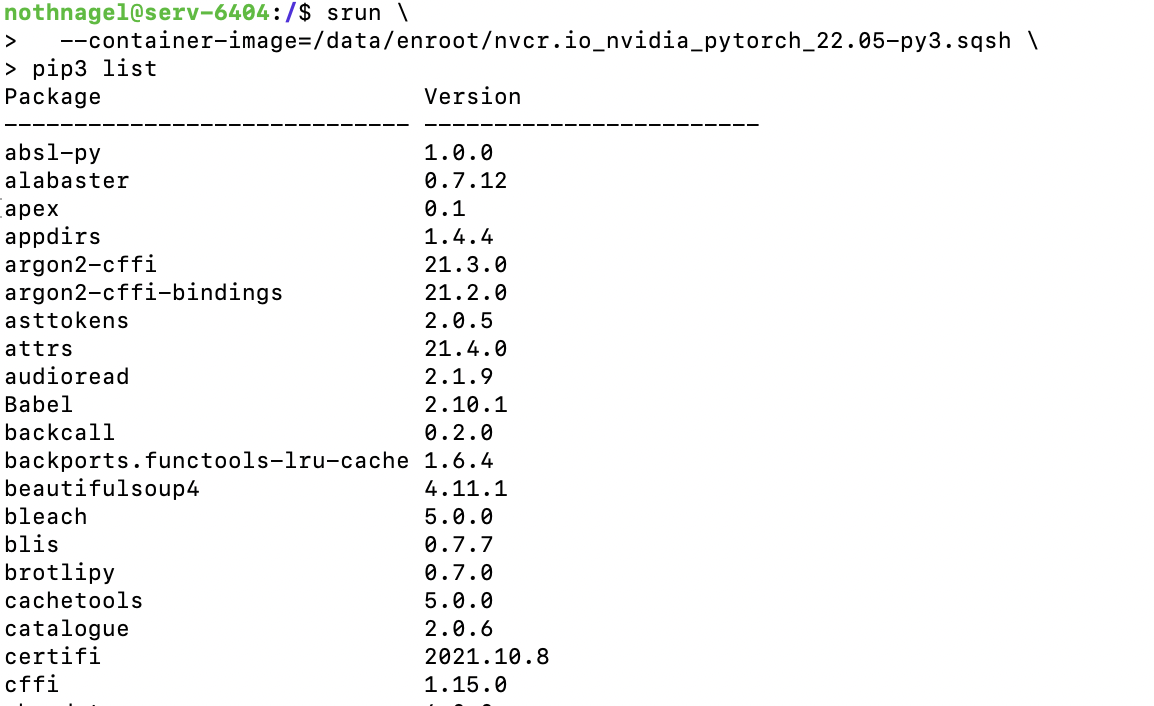 nothnagel@serv-6404:/$ srun \
>   --container-image=/data/enroot/nvcr.io_nvidia_pytorch_22.05-py3.sqsh \
> pip3 list
Package                       Version
----------------------------- ------------------------
absl-py                       1.0.0
alabaster                     0.7.12
apex                          0.1
appdirs                       1.4.4
argon2-cffi                   21.3.0
argon2-cffi-bindings          21.2.0
asttokens                     2.0.5
attrs                         21.4.0
audioread                     2.1.9
Babel                         2.10.1
backcall                      0.2.0
backports.functools-lru-cache 1.6.4
beautifulsoup4                4.11.1
bleach                        5.0.0
blis                          0.7.7
brotlipy                      0.7.0
cachetools                    5.0.0
catalogue                     2.0.6
certifi                       2021.10.8
cffi                          1.15.0